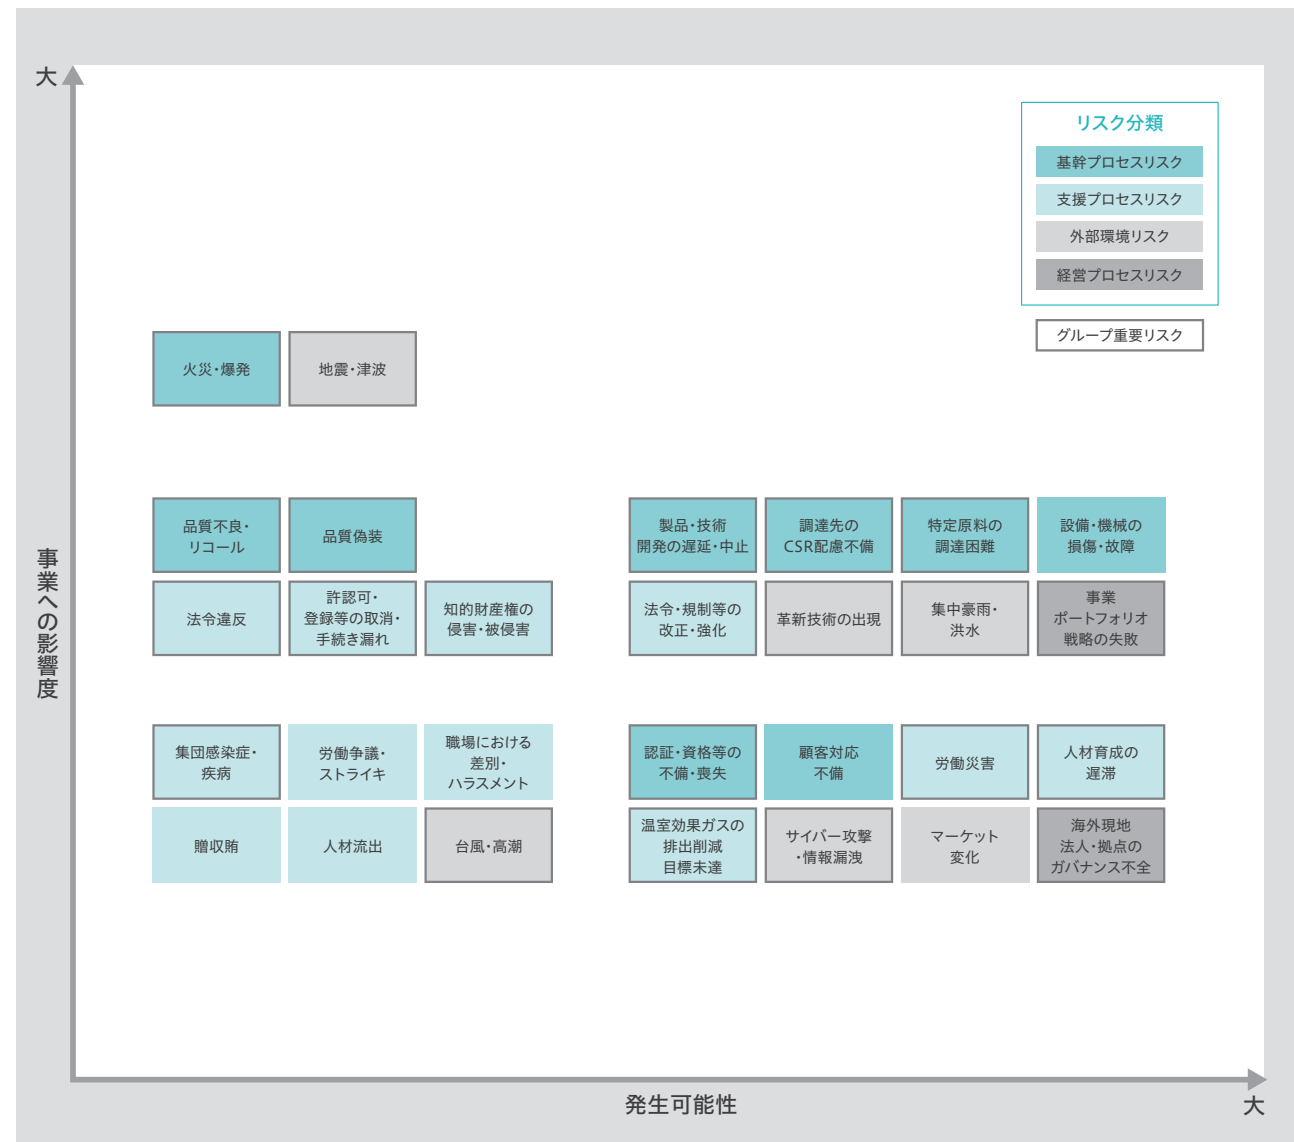 大
リスク分類
基幹プロセスリスク
支援プロセスリスク
外部環境リスク
経営プロセスリスク
グループ重要リスク
火災・爆発
地震・津波
品質不良・
リコール
品質偽装
製品・技術
開発の遅延・中止
調達先の
CSR配慮不備
特定原料の
調達困難
設備・機械の
損傷・故障
法令違反
許認可・
登録等の取消・
手続き漏れ
知的財産権の
侵害・被侵害
法令・規制等の
改正・強化
革新技術の出現
集中豪雨・
洪水
事業
ポートフォリオ
戦略の失敗
事業への影響度
集団感染症・
疾病
労働争議・
ストライキ
職場における
差別・
ハラスメント
認証・資格等の
不備・喪失
顧客対応
不備
労働災害
人材育成の
遅滞
贈収賄
人材流出
台風・高潮
温室効果ガスの
排出削減
目標未達
サイバー攻撃
・情報漏洩
マーケット
変化
海外現地
法人・拠点の
ガバナンス不全
発生可能性
大